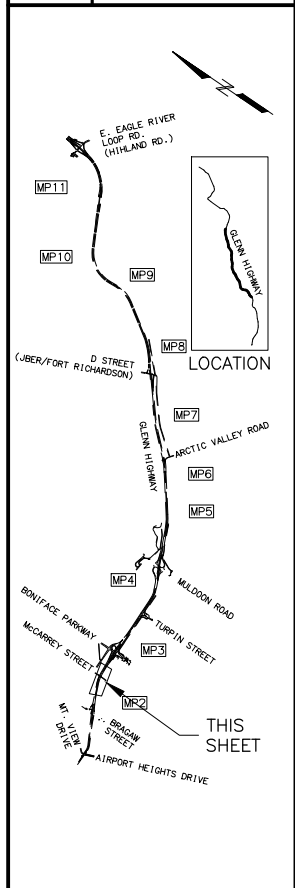 N
E. EAGLE RIVER
LOOP RD.
(HIHLAND RD.)
MP11
GLENN HIGHWAY
MP10
MP9
LOCATION
MP8
D STREET
(JBER/FORT RICHARDSON)
MP7
GLENN HIGHWAY
ARCTIC VALLEY ROAD
MP6
MP5
MP4
MULDOON ROAD
BONIFACE PARKWAY
TURPIN STREET
McCARREY STREET
MP3
MP2
THIS
SHEET
MT. VIEW
DRIVE
BRAGAW
STREET
AIRPORT HEIGHTS DRIVE